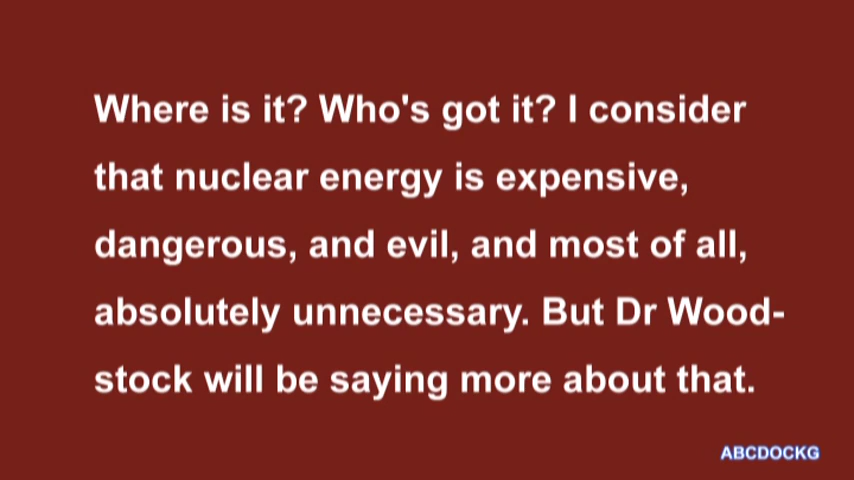 Where is it? Who's got it? I consider
that nuclear energy is expensive,
dangerous, and evil, and most of all,
absolutely unnecessary. But Dr Wood-
stock will be saying more about that.
ABCDOCKG